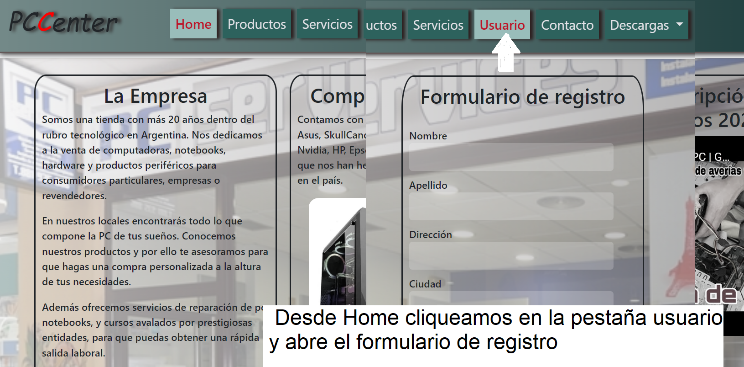 PCCenter
Home Productos Servicios
Servicios Usuario Contacto Descargas
La Empresa
Somos una tienda con más 20 años dentro del
rubro tecnológico en Argentina. Nos dedicamos
a la venta de computadoras, notebooks,
hardware y productos periféricos para
consumidores particulares, empresas o
revendedores.
En nuestros locales encontrarás todo lo que
compone la PC de tus sueños. Conocemos
nuestros productos y por ello te asesoramos para
que hagas una compra personalizada a la altura
de tus necesidades.
Además ofrecemos servicios de reparación de
notebooks, y cursos avalados por prestigiosas
entidades, para que puedas obtener una rápida
salida laboral.
Comp
Contamos con
Asus, SkullCand
Nvidia, HP, Eps
que nos han he
en el país.
Formulario de registro
Nombre
Apellido
Dirección
Ciudad
ripció
os 202
PC | G...
de averías
de
Desde Home cliqueamos en la pestaña usuario
y abre el formulario de registro